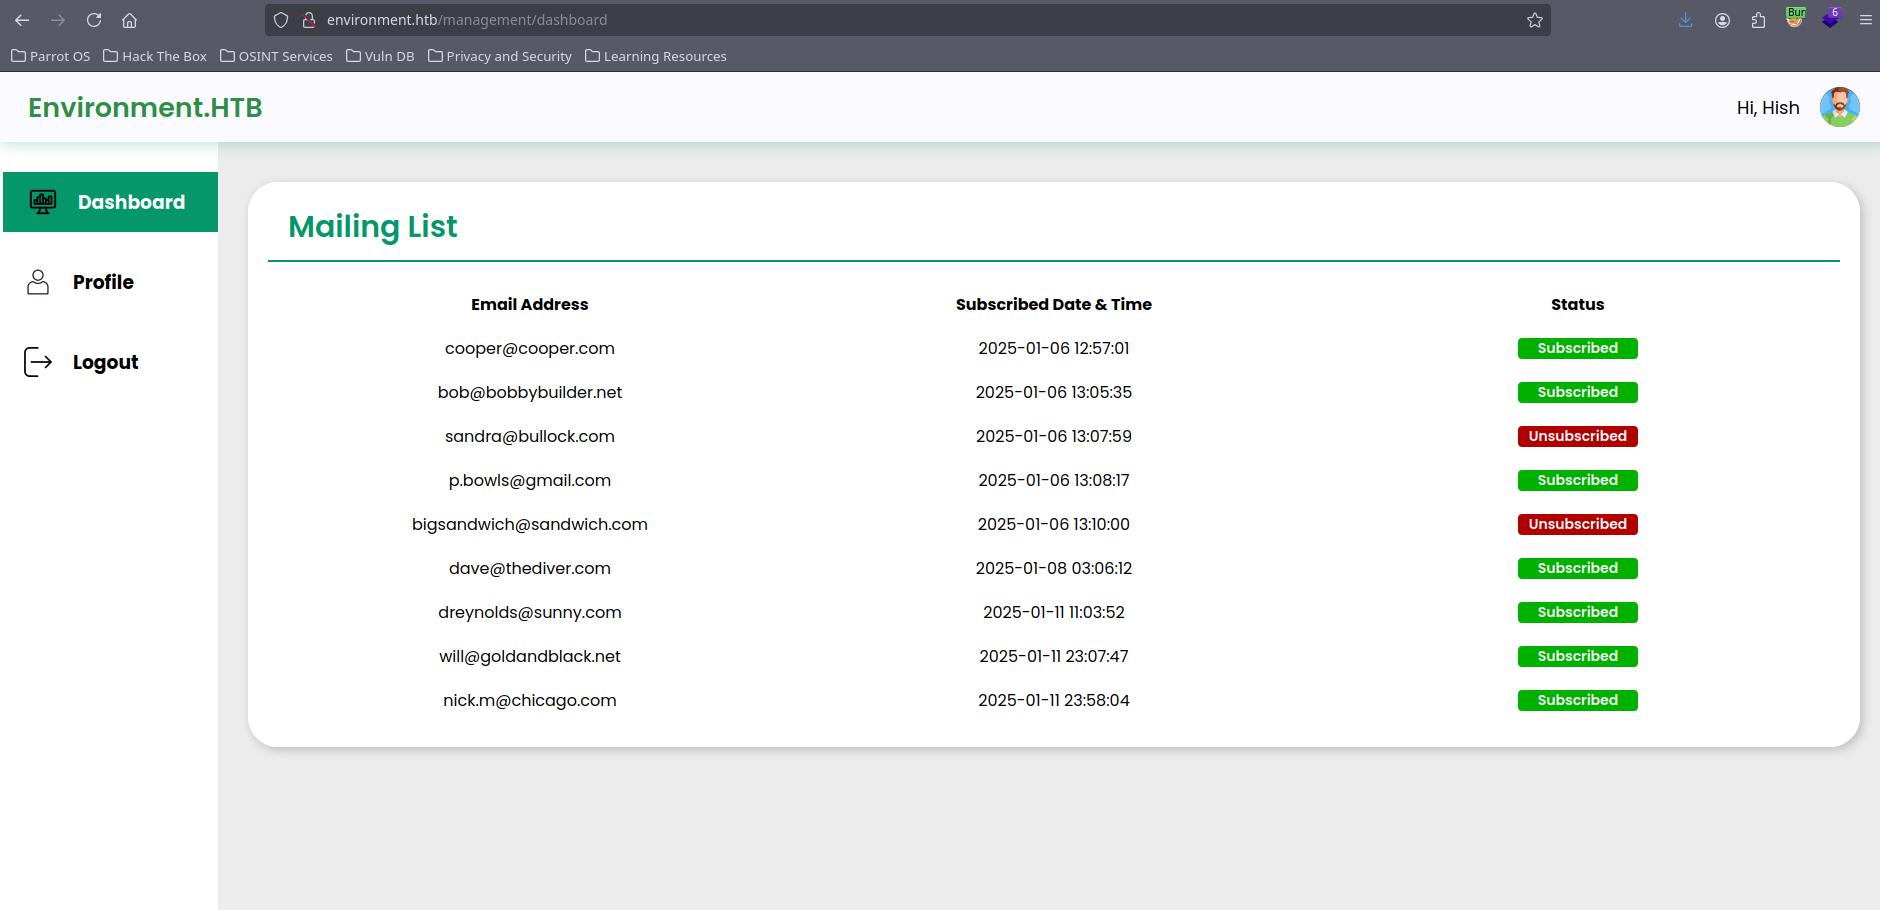 environment.htb/management/dashboard
Bur
6
Parrot OS Hack The Box OSINT Services Vuln DB Privacy and Security Learning Resources
Environment.HTB
Hi, Hish
Dashboard
Profile
Logout
Mailing List
Email Address Subscribed Date & Time Status
cooper@cooper.com 2025-01-06 12:57:01 Subscribed
bob@bobbybuilder.net 2025-01-06 13:05:35 Subscribed
sandra@bullock.com 2025-01-06 13:07:59 Unsubscribed
p.bowls@gmail.com 2025-01-06 13:08:17 Subscribed
bigsandwich@sandwich.com 2025-01-06 13:10:00 Unsubscribed
dave@thediver.com 2025-01-08 03:06:12 Subscribed
dreynolds@sunny.com 2025-01-11 11:03:52 Subscribed
will@goldandblack.net 2025-01-11 23:07:47 Subscribed
nick.m@chicago.com 2025-01-11 23:58:04 Subscribed